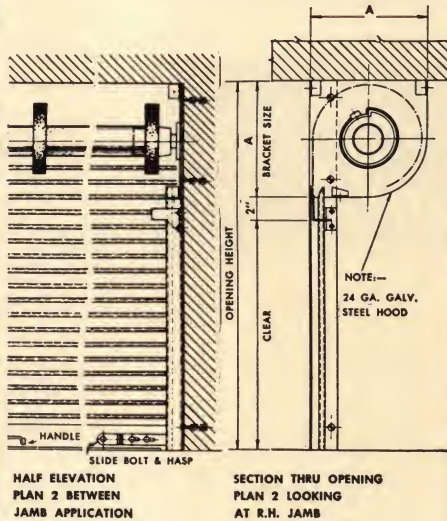 A
A
BRACKET SIZE
2"
OPENING HEIGHT
CLEAR
NOTE:—
24 GA. GALV.
STEEL HOOD
HANDLE
SLIDE BOLT & HASP
HALF ELEVATION
PLAN 2 BETWEEN
JAMB APPLICATION
SECTION THRU OPENING
PLAN 2 LOOKING
AT R.H. JAMB